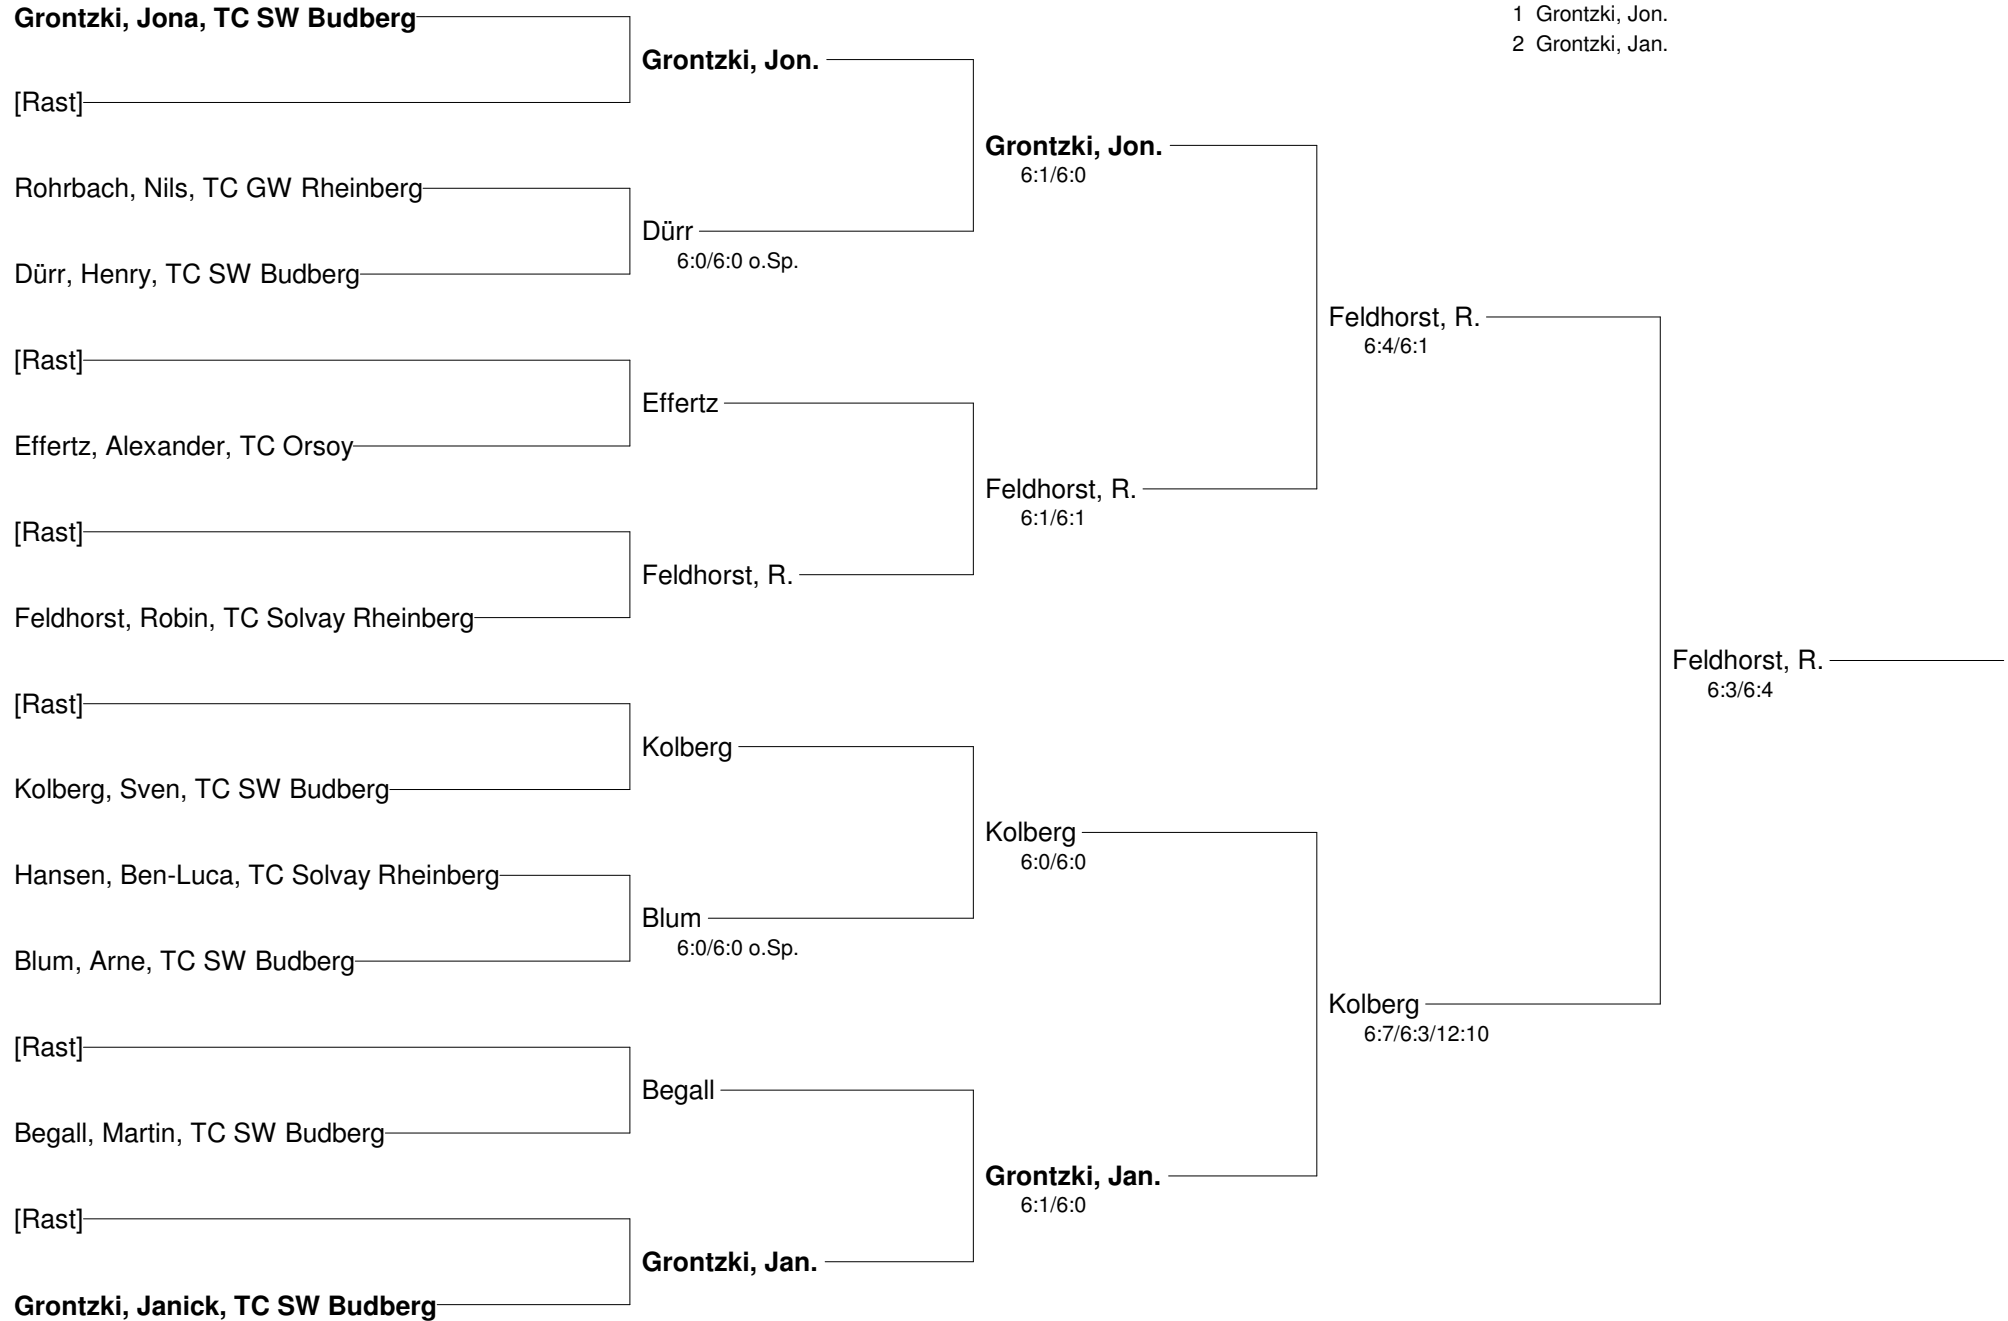 Grontzki, Jona, TC SW Budberg
[Rast]
Rohrbach, Nils, TC GW Rheinberg
Dürr, Henry, TC SW Budberg
[Rast]
Effertz, Alexander, TC Orsoy
[Rast]
Feldhorst, Robin, TC Solvay Rheinberg
[Rast]
Kolberg, Sven, TC SW Budberg
Hansen, Ben-Luca, TC Solvay Rheinberg
Blum, Arne, TC SW Budberg
[Rast]
Begall, Martin, TC SW Budberg
[Rast]
Grontzki, Janick, TC SW Budberg
Grontzki, Jon.
Dürr
6:0/6:0 o.Sp.
Effertz
Feldhorst, R.
Kolberg
Blum
6:0/6:0 o.Sp.
Begall
Grontzki, Jan.
Grontzki, Jon.
6:1/6:0
Feldhorst, R.
6:1/6:1
Kolberg
6:0/6:0
Grontzki, Jan.
6:1/6:0
Feldhorst, R.
6:4/6:1
Kolberg
6:7/6:3/12:10
Feldhorst, R.
6:3/6:4
1 Grontzki, Jon.
2 Grontzki, Jan.